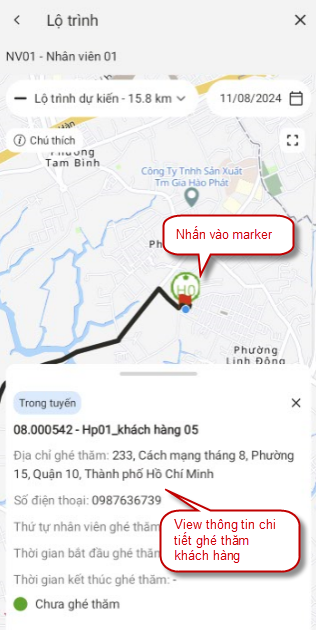 Lộ trình
NV01 - Nhân viên 01
Lộ trình dự kiến - 15.8 km
11/08/2024
Chú thích
Phường
Tam Bình
Công Ty Tnhh Sản Xuất
Tm Gia Hào Phát
Nhấn vào marker
H0
Phường
Linh Đông
Trong tuyến
08.000542 - Hp01_khách hàng 05
Địa chỉ ghé thăm: 233, Cách mạng tháng 8, Phường
15, Quận 10, Thành phố Hồ Chí Minh
Số điện thoại: 0987636739
Thứ tự nhân viên ghé thăm
View thông tin chi
tiết ghé thăm
khách hàng
Thời gian bắt đầu ghé thăm
Thời gian kết thúc ghé thăm: -
Chưa ghé thăm